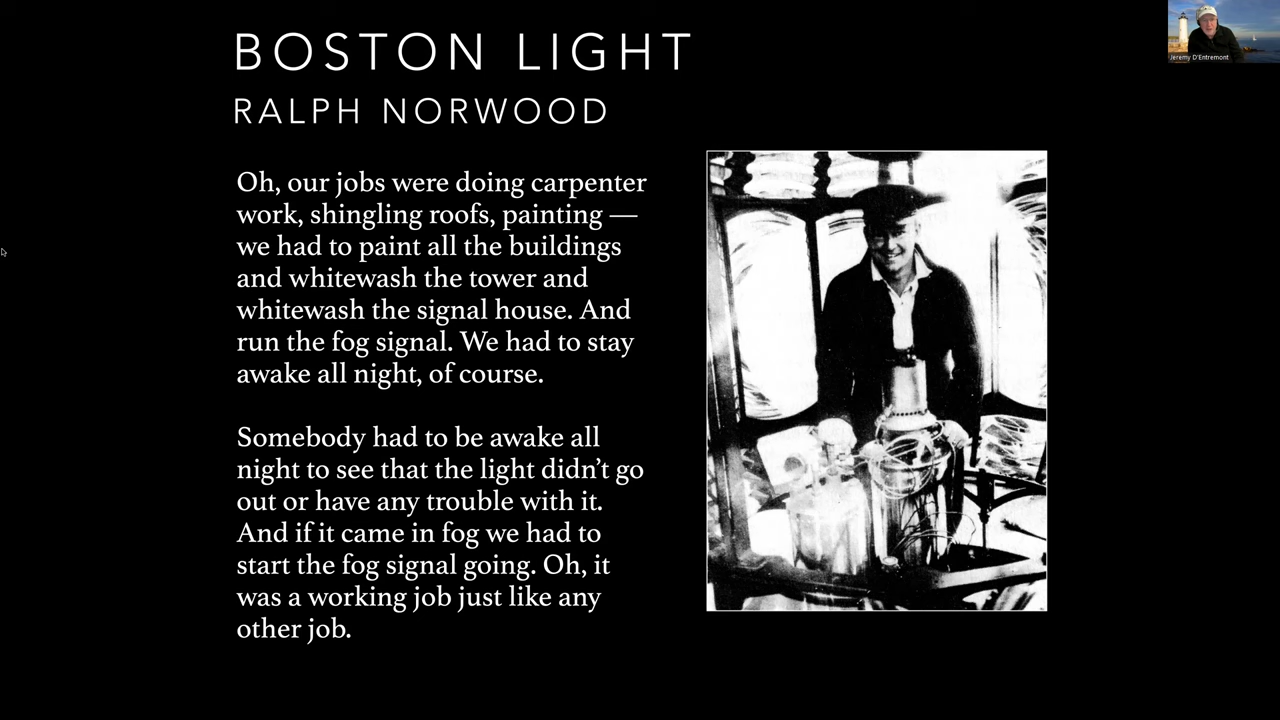 BOSTON LIGHT
RALPH NORWOOD
Oh, our jobs were doing carpenter
work, shingling roofs, painting —
we had to paint all the buildings
and whitewash the tower and
whitewash the signal house. And
run the fog signal. We had to stay
awake all night, of course.
Somebody had to be awake all
night to see that the light didn’t go
out or have any trouble with it.
And if it came in fog we had to
start the fog signal going. Oh, it
was a working job just like any
other job.
Jeremy D'Entremont